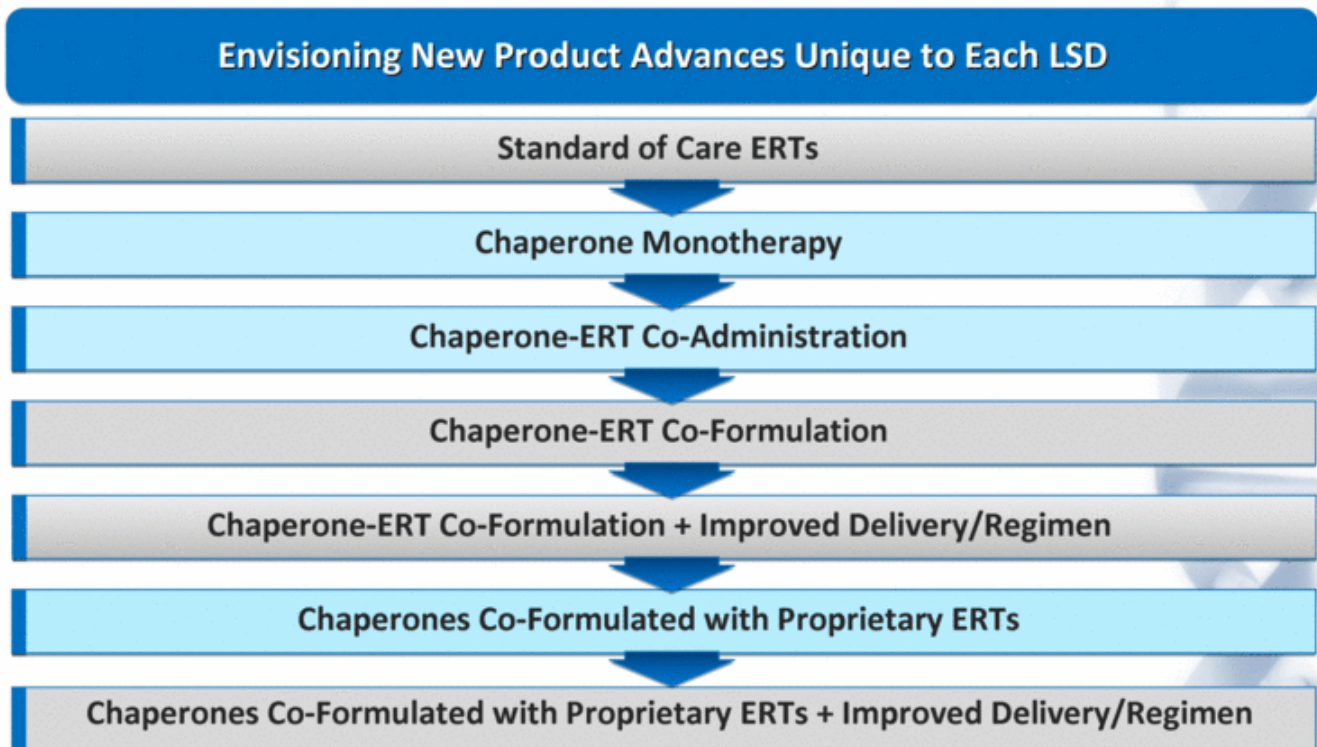 Envisioning New Product Advances Unique to Each LSD
Standard of Care ERTs
Chaperone Monotherapy
Chaperone-ERT Co-Administration
Chaperone-ERT Co-Formulation
Chaperone-ERT Co-Formulation + Improved Delivery/Regimen
Chaperones Co-Formulated with Proprietary ERTs
Chaperones Co-Formulated with Proprietary ERTs + Improved Delivery/Regimen